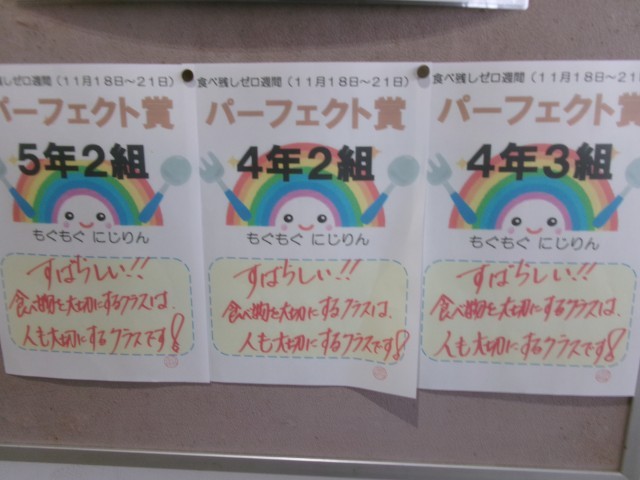 残しゼロ週間(11月18日~21日)
パーフェクト賞
5年2組
もぐもぐ にじりん
すばらしい!!
食べ物を大切にするクラスは、
人も大切にするクラスです!
食べ残しゼロ週間(11月18日~21日)
パーフェクト賞
4年2組
もぐもぐ にじりん
すばらしい!!
食べ物を大切にするクラスは、
人も大切にするクラスです!
食べ残しゼロ週間(11月18日~21
パーフェクト賞
4年3組
もぐもぐ にじりん
すばらしい!!
食べ物を大切にするクラスは、
人も大切にするクラスです!